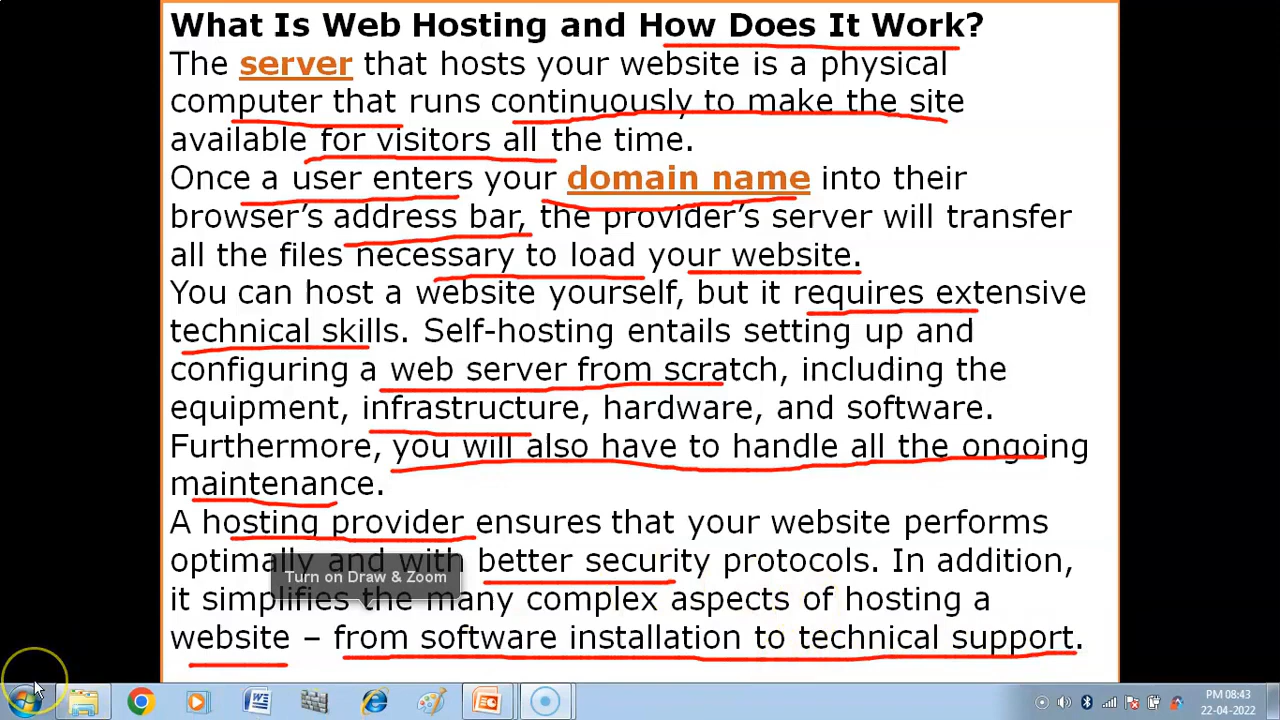 What Is Web Hosting and How Does It Work?
The server that hosts your website is a physical
computer that runs continuously to make the site
available for visitors all the time.
Once a user enters your domain name into their
browser’s address bar, the provider’s server will transfer
all the files necessary to load your website.
You can host a website yourself, but it requires extensive
technical skills. Self-hosting entails setting up and
configuring a web server from scratch, including the
equipment, infrastructure, hardware, and software.
Furthermore, you will also have to handle all the ongoing
maintenance.
A hosting provider ensures that your website performs
optimally and with better security protocols. In addition,
Turn on Draw & Zoom
it simplifies the many complex aspects of hosting a
website – from software installation to technical support.
PM 08:43
22-04-2022